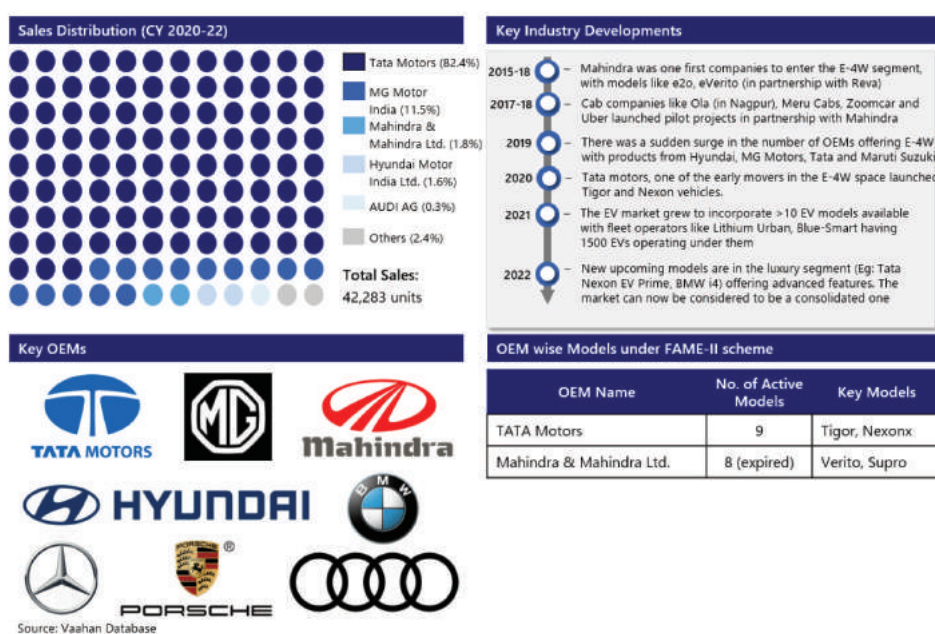 Sales Distribution (CY 2020-22)
Tata Motors (82.4%)
MG Motor
India (11.5%)
Mahindra &
Mahindra Ltd. (1.8%)
Hyundai Motor
India Ltd. (1.6%)
AUDI AG (0.3%)
Others (2.4%)
Total Sales:
42,283 units
Key Industry Developments
2015-18
– Mahindra was one first companies to enter the E-4W segment,
with models like e2o, eVerito (in partnership with Reva)
2017-18
– Cab companies like Ola (in Nagpur), Meru Cabs, Zoomcar and
Uber launched pilot projects in partnership with Mahindra
2019
– There was a sudden surge in the number of OEMs offering E-4W
with products from Hyundai, MG Motors, Tata and Maruti Suzuki
2020
– Tata motors, one of the early movers in the E-4W space launched
Tigor and Nexon vehicles.
2021
– The EV market grew to incorporate >10 EV models available
with fleet operators like Lithium Urban, Blue-Smart having
1500 EVs operating under them
2022
– New upcoming models are in the luxury segment (Eg: Tata
Nexon EV Prime, BMW i4) offering advanced features. The
market can now be considered to be a consolidated one
Key OEMs
TATA MOTORS
MG
Mahindra
HYUNDAI
BMW
PORSCHE
®
PORSCHE
Source: Vaahan Database
OEM wise Models under FAME-II scheme
OEM Name
No. of Active
Models
Key Models
TATA Motors
9
Tigor, Nexonx
Mahindra & Mahindra Ltd.
8 (expired)
Verito, Supro